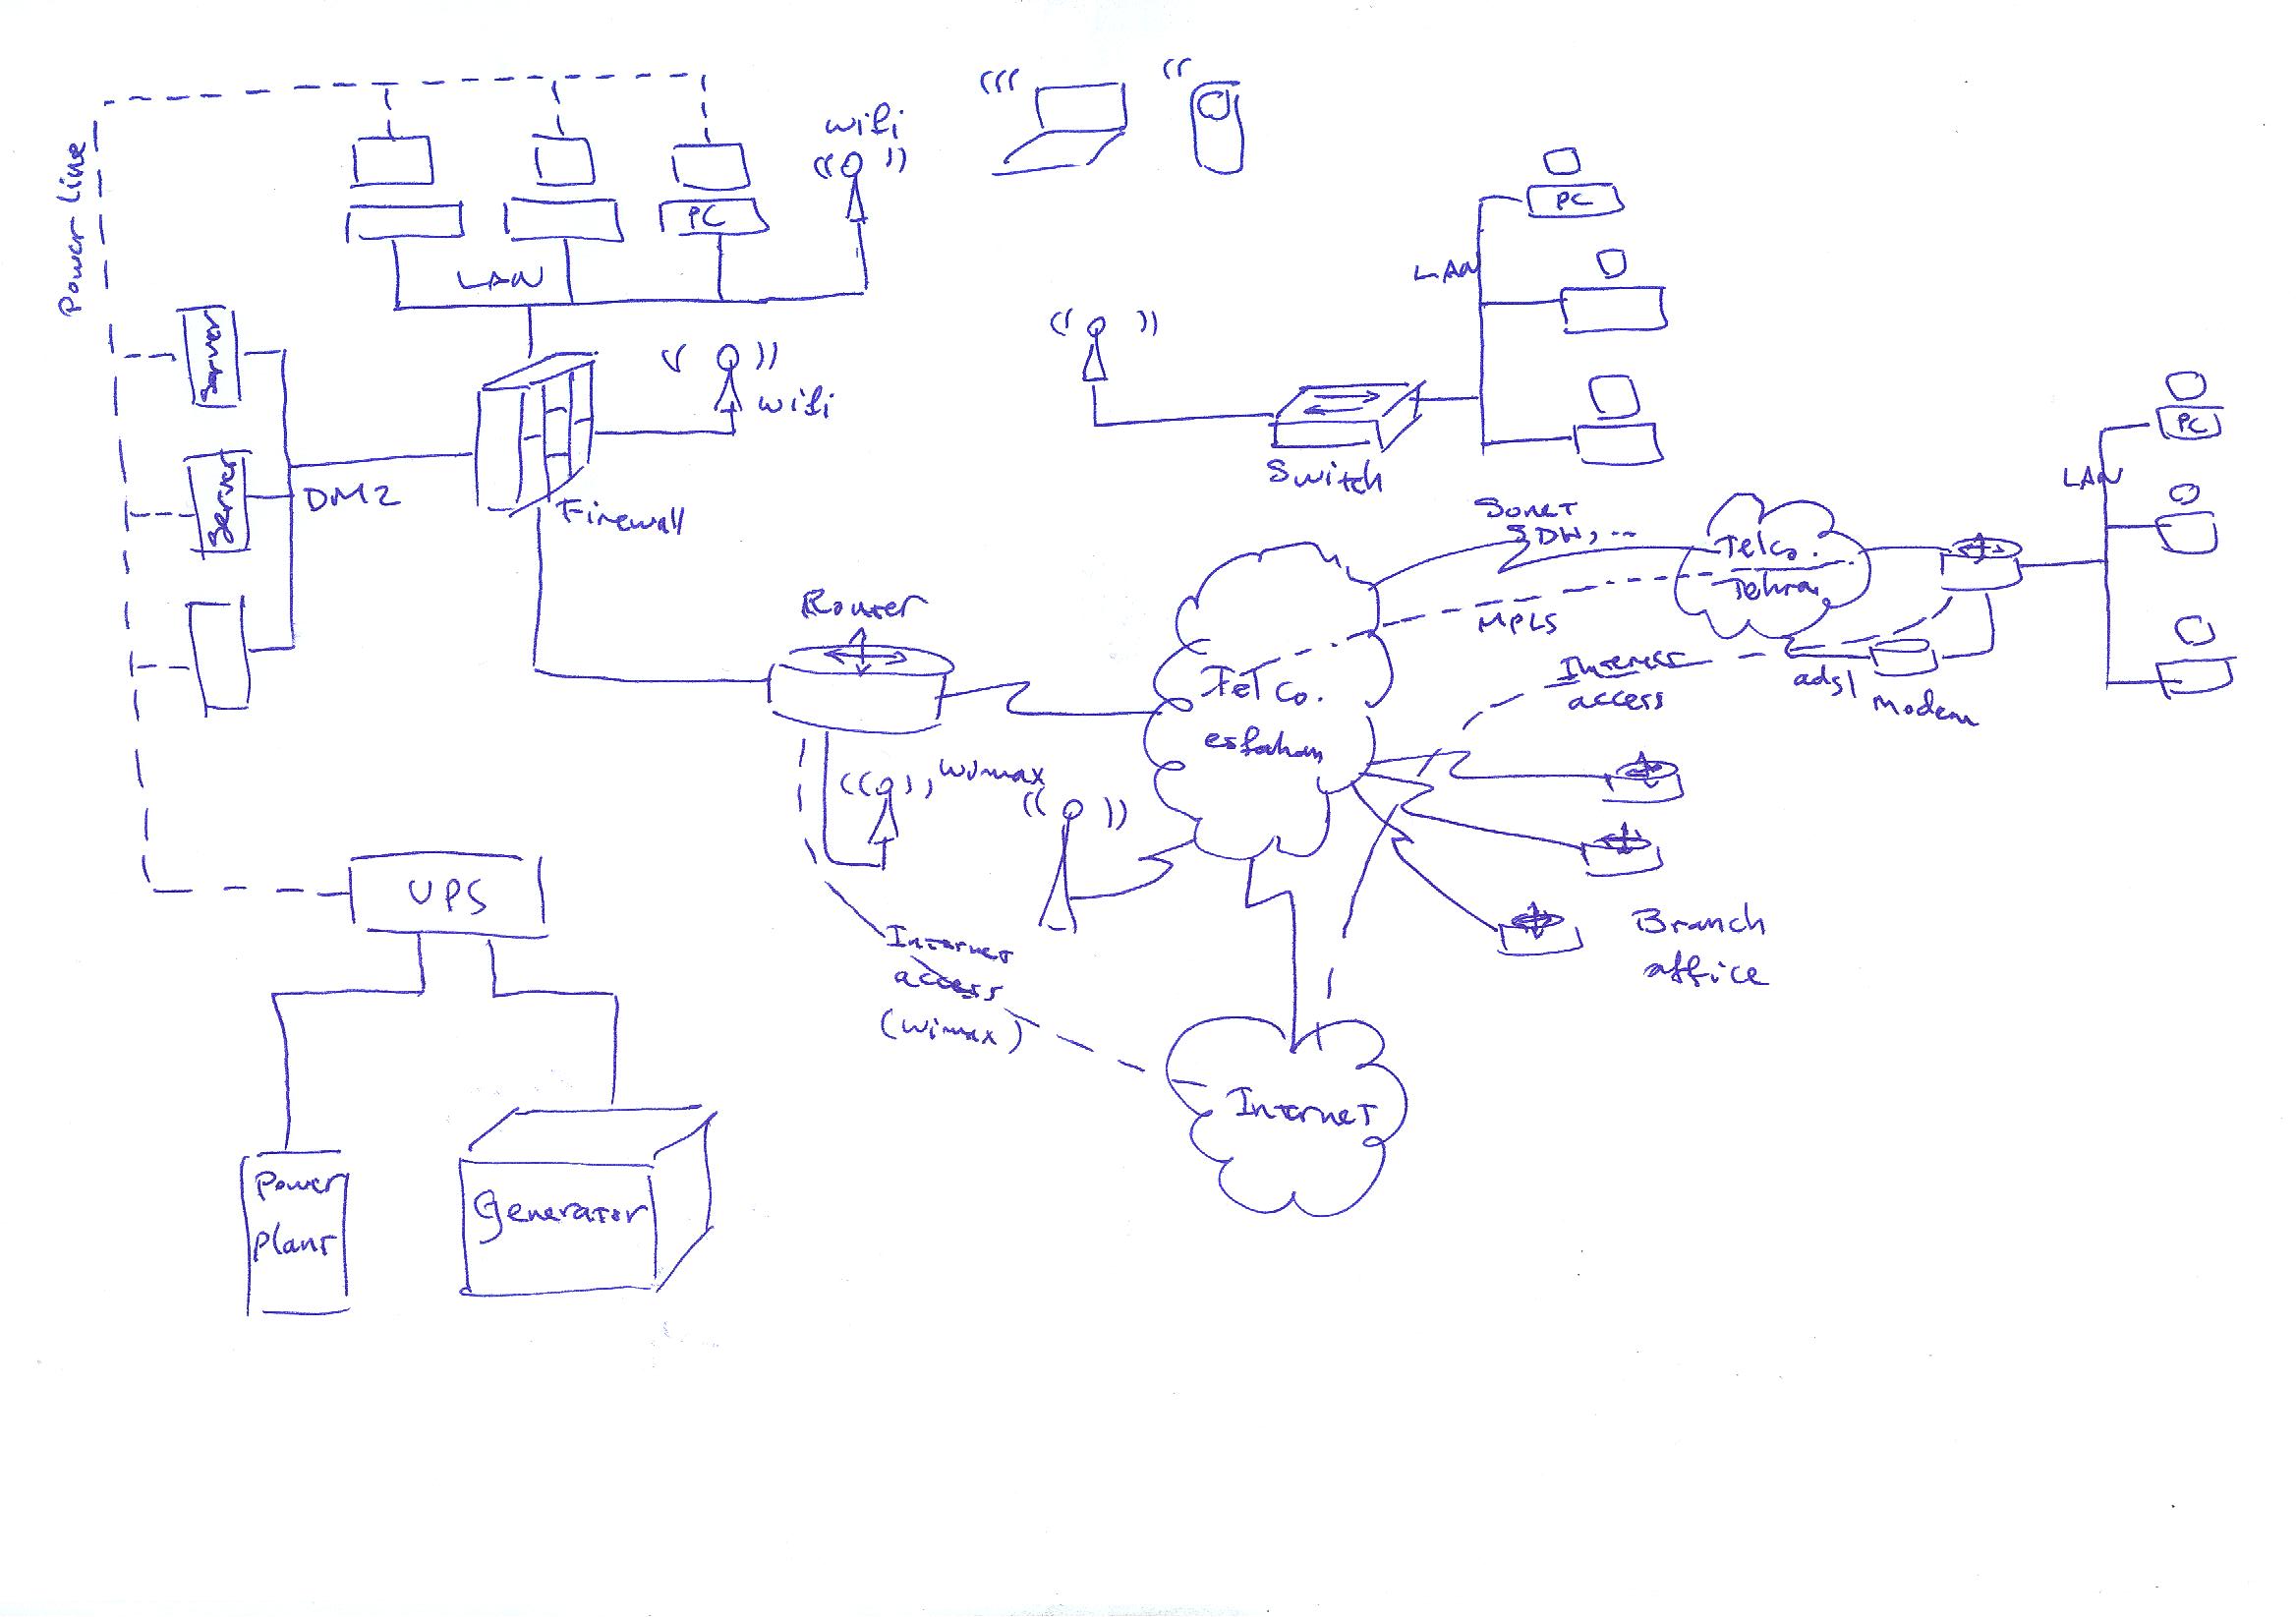 Power Line
wifi
PC
LAN
Server
Server
DMZ
wifi
Firewall
PC
LAN
Switch
PC
LAN
Sonet
Telco.
Tehran
MPLS
Internet
access
adsl modem
Router
Telco.
esfahan
wimax
Branch
office
UPS
Internet
access
(wimax)
Internet
Power
Plant
Generator